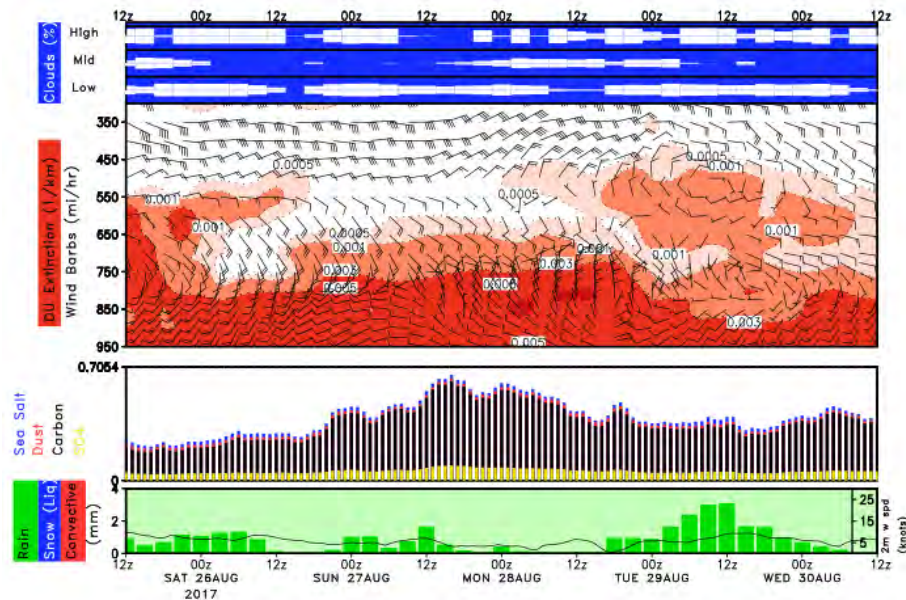 12z 00z 12z 00z 12z 00z 12z 00z 12z 00z 12z
Clouds (%)
High
Mid
Low
DU Extinction (1/km)
Wind Barbs (mi/hr)
350
450
550
650
750
850
950
0.0005
0.0005
0.001
0.0005
0.001
0.001
0.001
0.0005
0.001
0.001
0.001
0.003
0.003
0.005
0.003
0.005
Sea Salt
Dust
Carbon
SO4
0.7054
0
Rain
Snow (Liq)
Convective
(mm)
4
2
0
25
15
5
2m w spd
(knots)
12z 00z 12z 00z 12z 00z 12z 00z 12z 00z 12z
SAT 26AUG SUN 27AUG MON 28AUG TUE 29AUG WED 30AUG
2017